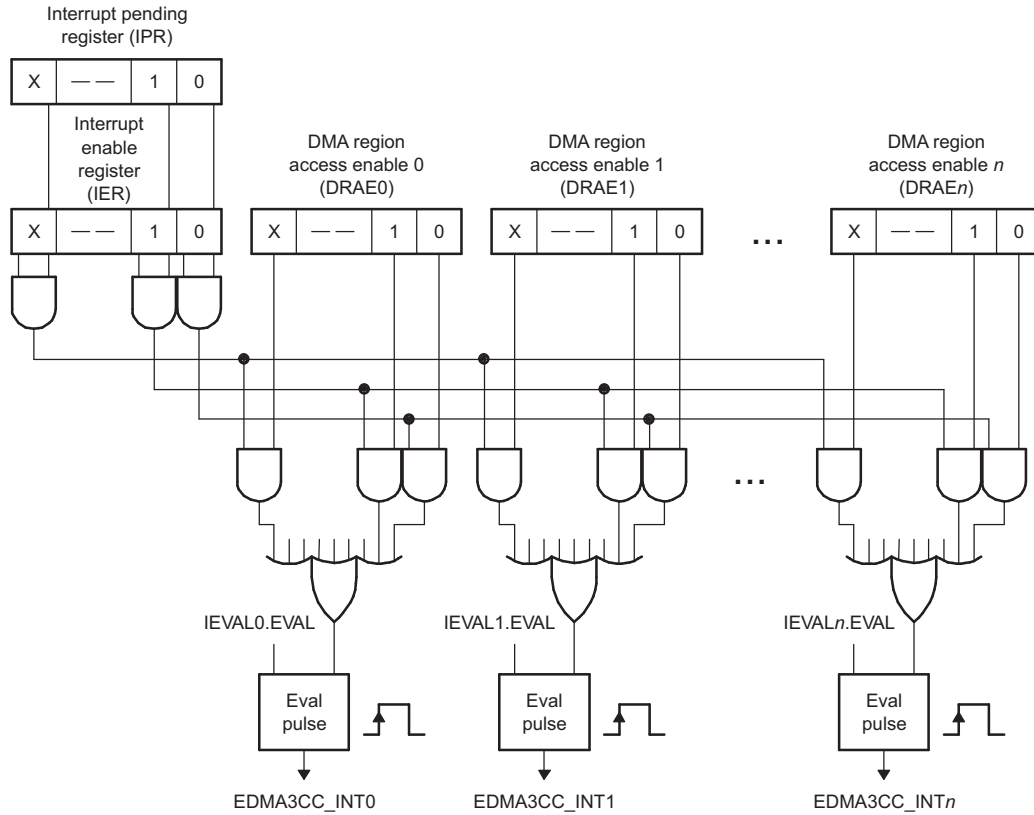 Interrupt pending
register (IPR)
X — — 1 0
Interrupt
enable
register
(IER)
DMA region
access enable 0
(DRAE0)
DMA region
access enable 1
(DRAE1)
DMA region
access enable n
(DRAEn)
X — — 1 0
X — — 1 0
X — — 1 0
...
X — — 1 0
...
IEVAL0.EVAL
IEVAL1.EVAL
IEVALn.EVAL
Eval
pulse
Eval
pulse
Eval
pulse
EDMA3CC_INT0
EDMA3CC_INT1
EDMA3CC_INTn